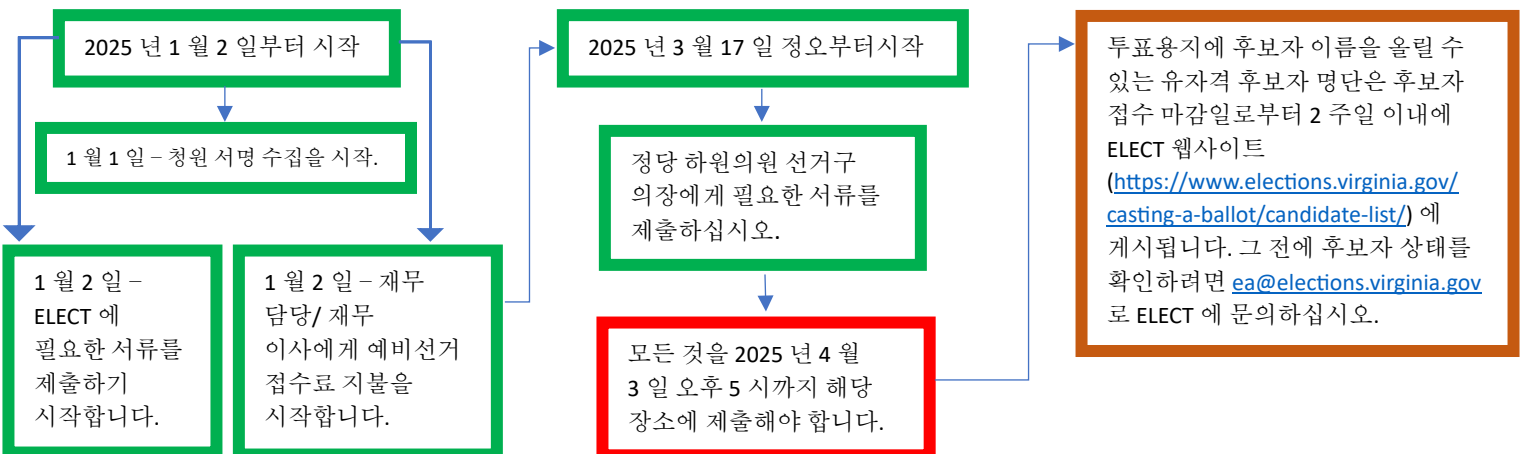 2025 년 1 월 2 일부터 시작
1 월 1 일 – 청원 서명 수집을 시작.
1 월 2 일 –
ELECT 에
필요한 서류를
제출하기
시작합니다.
1 월 2 일 – 재무
담당/ 재무
이사에게 예비선거
접수료 지불을
시작합니다.
2025 년 3 월 17 일 정오부터시작
정당 하원의원 선거구
의장에게 필요한 서류를
제출하십시오.
모든 것을 2025 년 4 월
3 일 오후 5 시까지 해당
장소에 제출해야 합니다.
투표용지에 후보자 이름을 올릴 수
있는 유자격 후보자 명단은 후보자
접수 마감일로부터 2 주일 이내에
ELECT 웹사이트
(https://www.elections.virginia.gov/
casting-a-ballot/candidate-list/) 에
게시됩니다. 그 전에 후보자 상태를
확인하려면 ea@elections.virginia.gov
로 ELECT 에 문의하십시오.